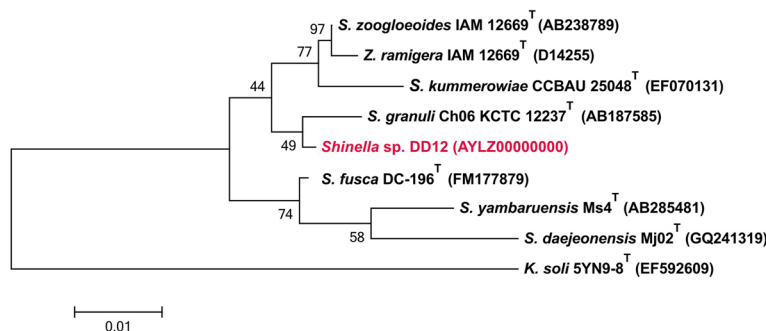 97 S. zoogloeoides IAM 12669ᵀ (AB238789)
Z. ramigera IAM 12669ᵀ (D14255)
77
S. kummerowiae CCBAU 25048ᵀ (EF070131)
44
S. granuli Ch06 KCTC 12237ᵀ (AB187585)
49 Shinella sp. DD12 (AYLZ00000000)
S. fusca DC-196ᵀ (FM177879)
74
S. yambaruensis Ms4ᵀ (AB285481)
58
S. daejeonensis Mj02ᵀ (GQ241319)
K. soli 5YN9-8ᵀ (EF592609)
0.01